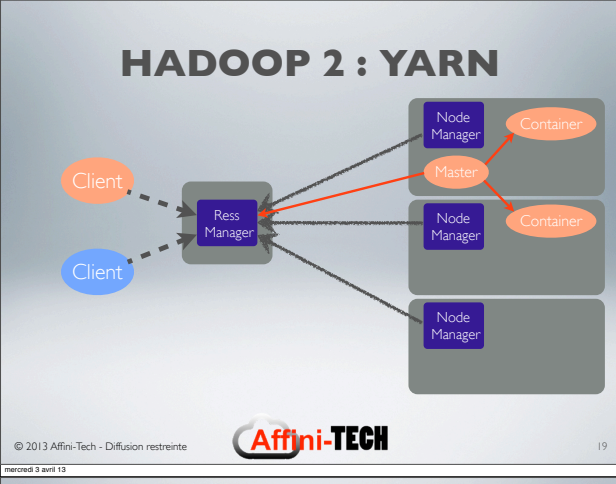 HADOOP 2 : YARN
Node
Manager
Container
Client
Master
Ress
Manager
Node
Manager
Container
Client
Node
Manager
© 2013 Affini-Tech - Diffusion restreinte
Affini-TECH
19
mercredi 3 avril 13